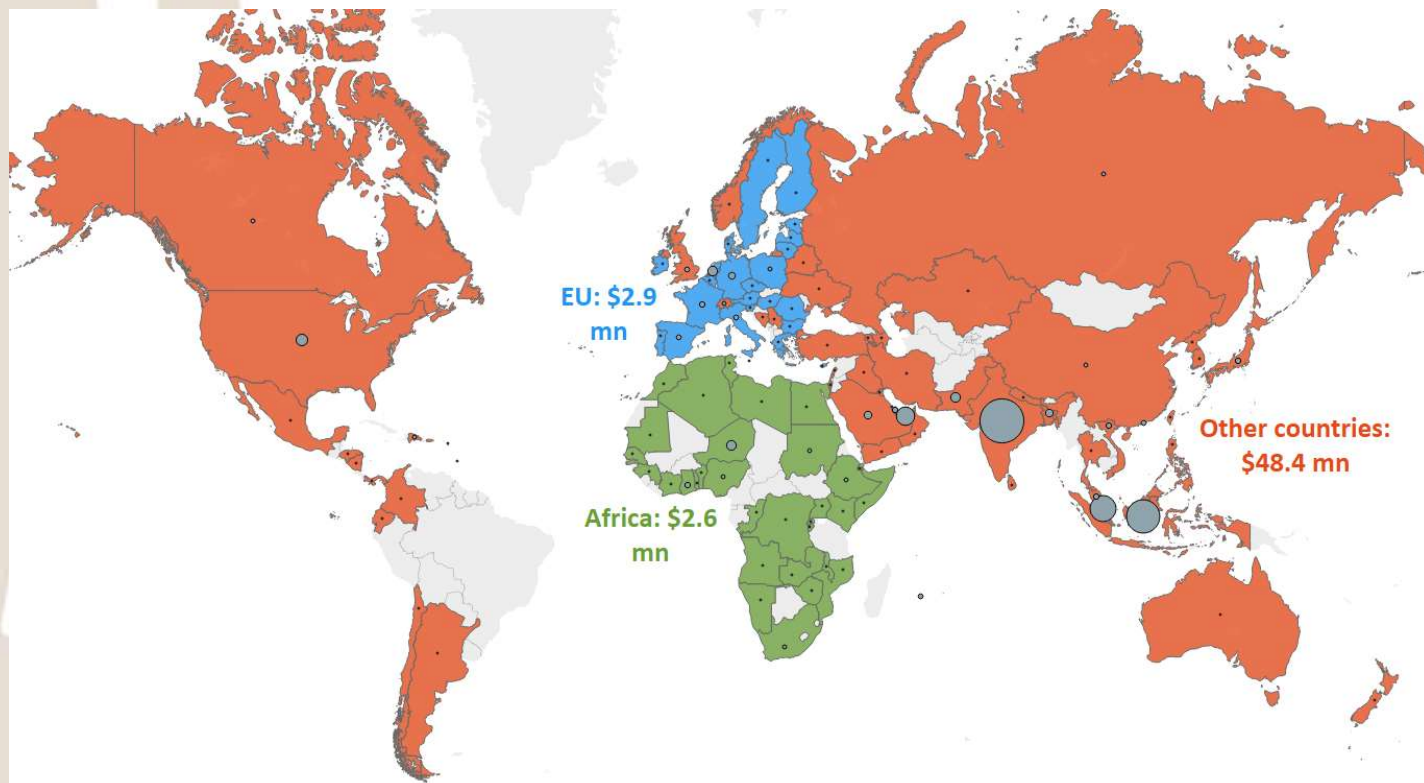 EU: $2.9
mn
Other countries:
$48.4 mn
Africa: $2.6
mn